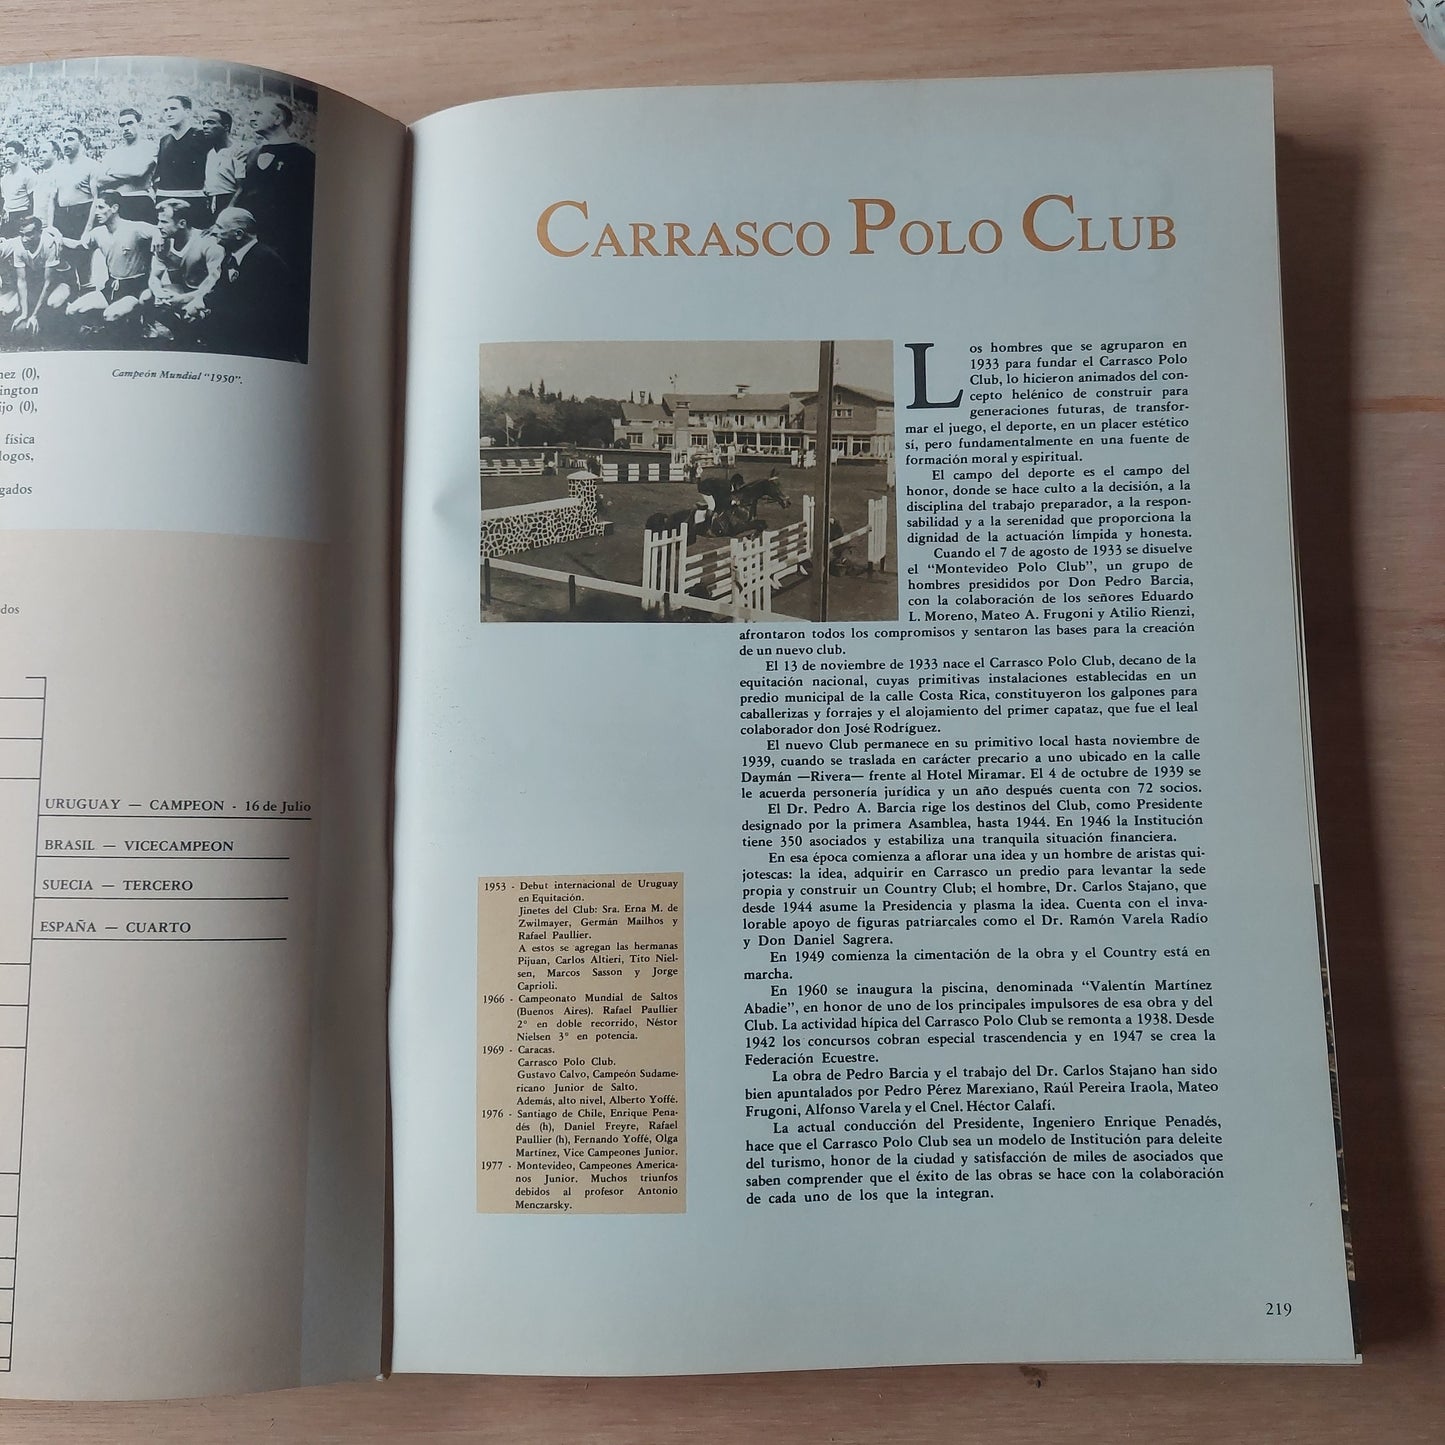 nez (0),
ington
ijo (0),
física
logos,
gados
dos
Campeón Mundial "1950".
URUGUAY — CAMPEON - 16 de Julio
BRASIL — VICECAMPEON
SUECIA — TERCERO
ESPAÑA — CUARTO
CARRASCO POLO CLUB
Los hombres que se agruparon en
1933 para fundar el Carrasco Polo
Club, lo hicieron animados del con-
cepto helénico de construir para
generaciones futuras, de transfor-
mar el juego, el deporte, en un placer estético
sí, pero fundamentalmente en una fuente de
formación moral y espiritual.
El campo del deporte es el campo del
honor, donde se hace culto a la decisión, a la
disciplina del trabajo preparador, a la respon-
sabilidad y a la serenidad que proporciona la
dignidad de la actuación límpida y honesta.
Cuando el 7 de agosto de 1933 se disuelve
el "Montevideo Polo Club", un grupo de
hombres presididos por Don Pedro Barcia,
con la colaboración de los señores Eduardo
L. Moreno, Mateo A. Frugoni y Atilio Rienzi,
afrontaron todos los compromisos y sentaron las bases para la creación
de un nuevo club.
El 13 de noviembre de 1933 nace el Carrasco Polo Club, decano de la
equitación nacional, cuyas primitivas instalaciones establecidas en un
predio municipal de la calle Costa Rica, constituyeron los galpones para
caballerizas y forrajes y el alojamiento del primer capataz, que fue el leal
colaborador don José Rodríguez.
El nuevo Club permanece en su primitivo local hasta noviembre de
1939, cuando se traslada en carácter precario a uno ubicado en la calle
Daymán —Rivera— frente al Hotel Miramar. El 4 de octubre de 1939 se
le acuerda personería jurídica y un año después cuenta con 72 socios.
El Dr. Pedro A. Barcia rige los destinos del Club, como Presidente
designado por la primera Asamblea, hasta 1944. En 1946 la Institución
tiene 350 asociados y estabiliza una tranquila situación financiera.
En esa época comienza a aflorar una idea y un hombre de aristas qui-
jotescas: la idea, adquirir en Carrasco un predio para levantar la sede
propia y construir un Country Club; el hombre, Dr. Carlos Stajano, que
desde 1944 asume la Presidencia y plasma la idea. Cuenta con el inva-
lorable apoyo de figuras patriarcales como el Dr. Ramón Varela Radío
y Don Daniel Sagrera.
En 1949 comienza la cimentación de la obra y el Country está en
marcha.
En 1960 se inaugura la piscina, denominada "Valentín Martínez
Abadie", en honor de uno de los principales impulsores de esa obra y del
Club. La actividad hípica del Carrasco Polo Club se remonta a 1938. Desde
1942 los concursos cobran especial trascendencia y en 1947 se crea la
Federación Ecuestre.
La obra de Pedro Barcia y el trabajo del Dr. Carlos Stajano han sido
bien apuntalados por Pedro Pérez Marexiano, Raúl Pereira Iraola, Mateo
Frugoni, Alfonso Varela y el Cnel. Héctor Calafí.
La actual conducción del Presidente, Ingeniero Enrique Penadés,
hace que el Carrasco Polo Club sea un modelo de Institución para deleite
del turismo, honor de la ciudad y satisfacción de miles de asociados que
saben comprender que el éxito de las obras se hace con la colaboración
de cada uno de los que la integran.
1953 - Debut internacional de Uruguay
en Equitación.
Jinetes del Club: Sra. Erna M. de
Zwilmayer, Germán Mailhos y
Rafael Paullier.
A estos se agregan las hermanas
Pijuan, Carlos Altieri, Tito Niel-
sen, Marcos Sasson y Jorge
Caprioli.
1966 - Campeonato Mundial de Saltos
(Buenos Aires). Rafael Paullier
2° en doble recorrido, Néstor
Nielsen 3° en potencia.
1969 - Caracas.
Carrasco Polo Club.
Gustavo Calvo, Campeón Sudame-
ricano Junior de Salto.
Además, alto nivel, Alberto Yoffé.
1976 - Santiago de Chile, Enrique Pena-
dés (h), Daniel Freyre, Rafael
Paullier (h), Fernando Yoffé, Olga
Martínez, Vice Campeones Junior.
1977 - Montevideo, Campeones America-
nos Junior. Muchos triunfos
debidos al profesor Antonio
Menczarsky.
219